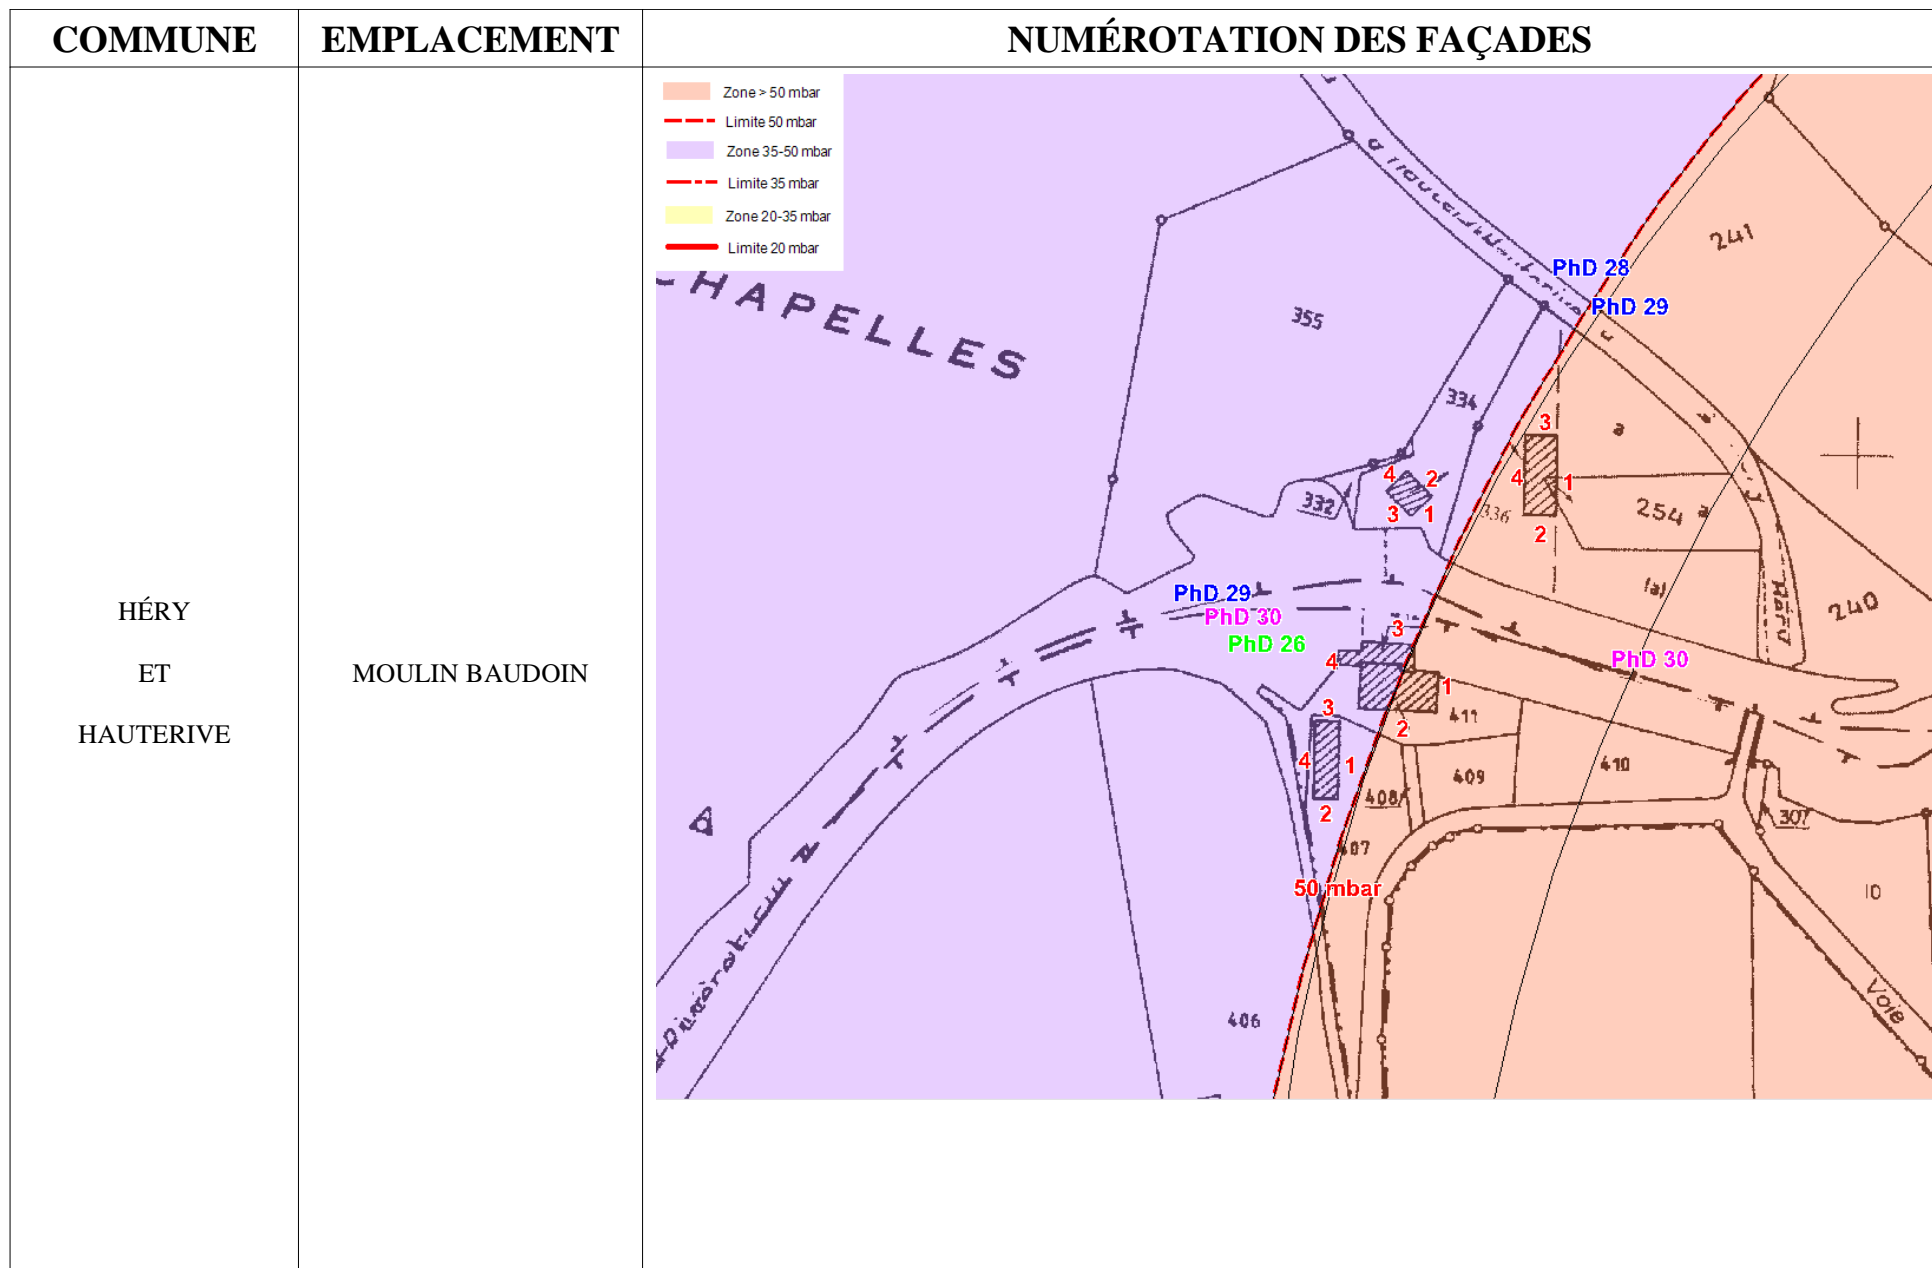 COMMUNE
EMPLACEMENT
NUMÉROTATION DES FAÇADES
HÉRY
ET
HAUTERIVE
MOULIN BAUDOIN
Zone > 50 mbar
Limite 50 mbar
Zone 35-50 mbar
Limite 35 mbar
Zone 20-35 mbar
Limite 20 mbar
CHAPELLES
241
PhD 28
PhD 29
355
334
3
a
4
1
2
336
254 a
4
2
3
1
332
(a)
240
PhD 29
PhD 30
PhD 26
3
4
1
2
PhD 30
411
3
4
1
2
409
410
408
307
407
50 mbar
10
406
Voie